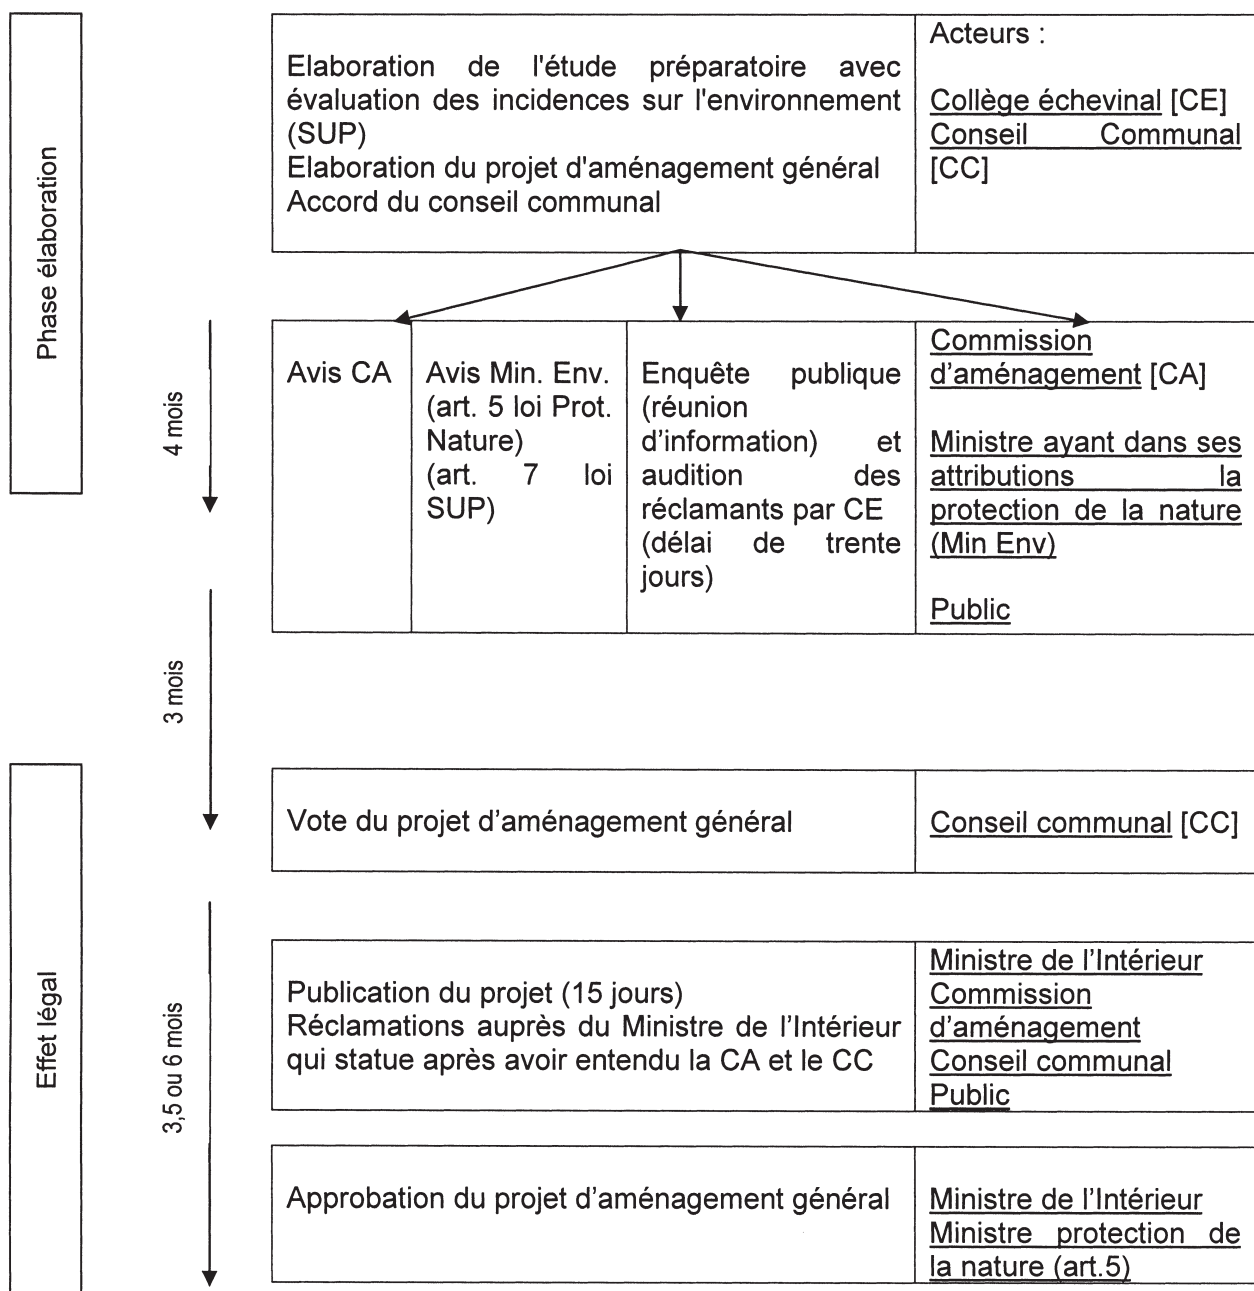 Phase élaboration
Elaboration de l'étude préparatoire avec
évaluation des incidences sur l'environnement
(SUP)
Elaboration du projet d'aménagement général
Accord du conseil communal
Acteurs :
Collège échevinal [CE]
Conseil Communal
[CC]
4 mois
Avis CA
Avis Min. Env.
(art. 5 loi Prot.
Nature)
(art. 7 loi
SUP)
Enquête publique
(réunion
d’information) et
audition des
réclamants par CE
(délai de trente
jours)
Commission
d’aménagement [CA]
Ministre ayant dans ses
attributions la
protection de la nature
(Min Env)
Public
3 mois
Effet légal
Vote du projet d’aménagement général
Conseil communal [CC]
3,5 ou 6 mois
Publication du projet (15 jours)
Réclamations auprès du Ministre de l’Intérieur
qui statue après avoir entendu la CA et le CC
Ministre de l’Intérieur
Commission
d’aménagement
Conseil communal
Public
Approbation du projet d’aménagement général
Ministre de l’Intérieur
Ministre protection de
la nature (art.5)